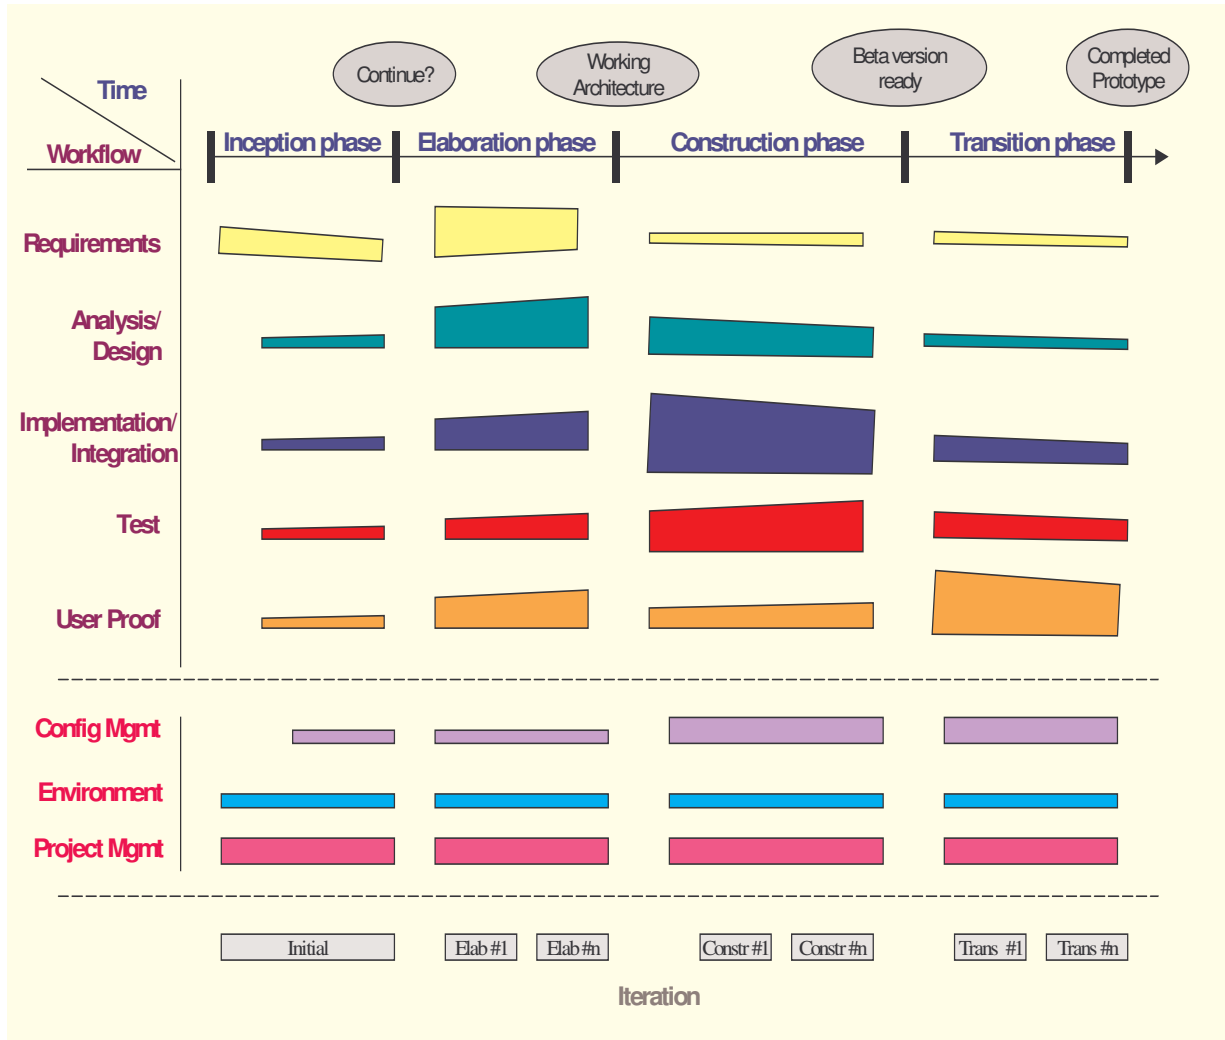 Continue?
Working
Architecture
Beta version
ready
Completed
Prototype
Time
Workflow
Inception phase
Elaboration phase
Construction phase
Transition phase
Requirements
Analysis/
Design
Implementation/
Integration
Test
User Proof
Config Mgmt
Environment
Project Mgmt
Initial
Elab #1
Elab #n
Constr #1
Constr #n
Trans #1
Trans #n
Iteration